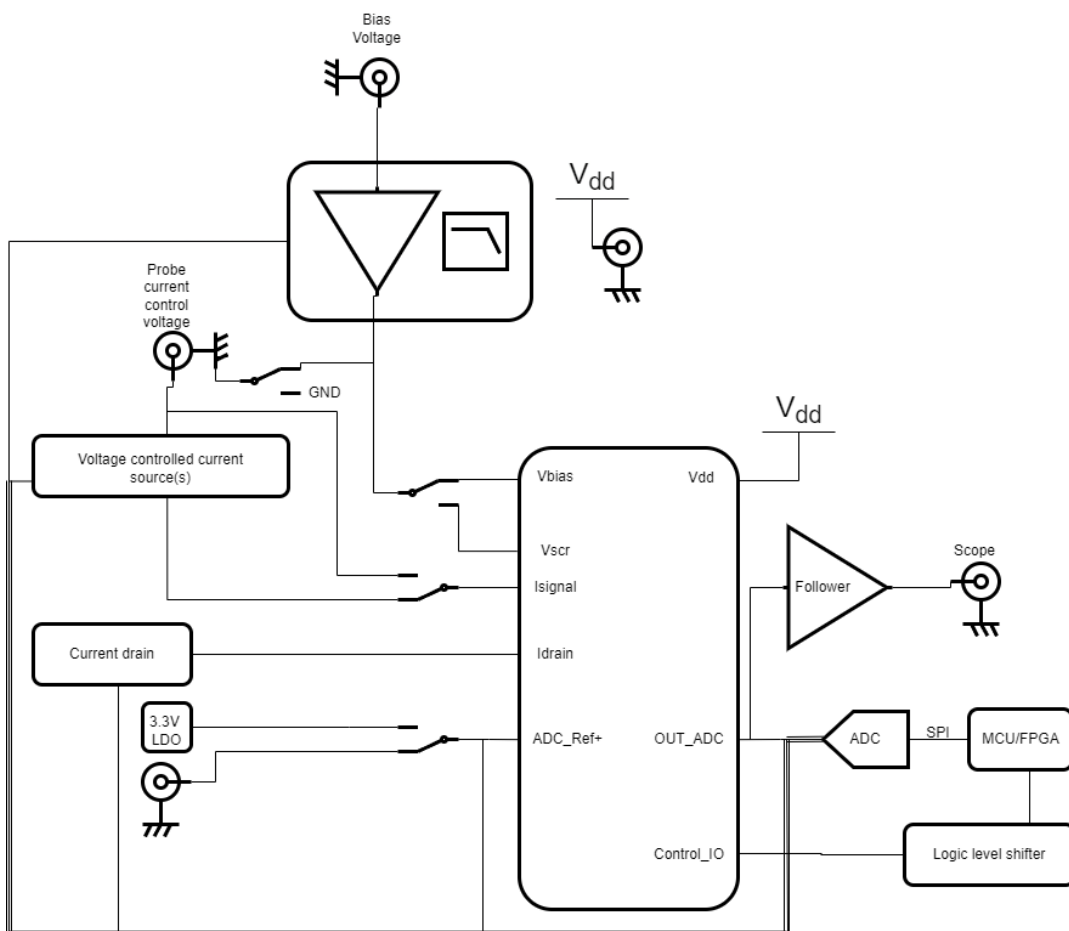 Bias
Voltage
Vdd
Probe
current
control
voltage
GND
Vdd
Voltage controlled current
source(s)
Vbias
Vdd
Vscr
Scope
Isignal
Follower
Current drain
Idrain
3.3V
LDO
ADC_Ref+
OUT_ADC
ADC
SPI
MCU/FPGA
Control_IO
Logic level shifter